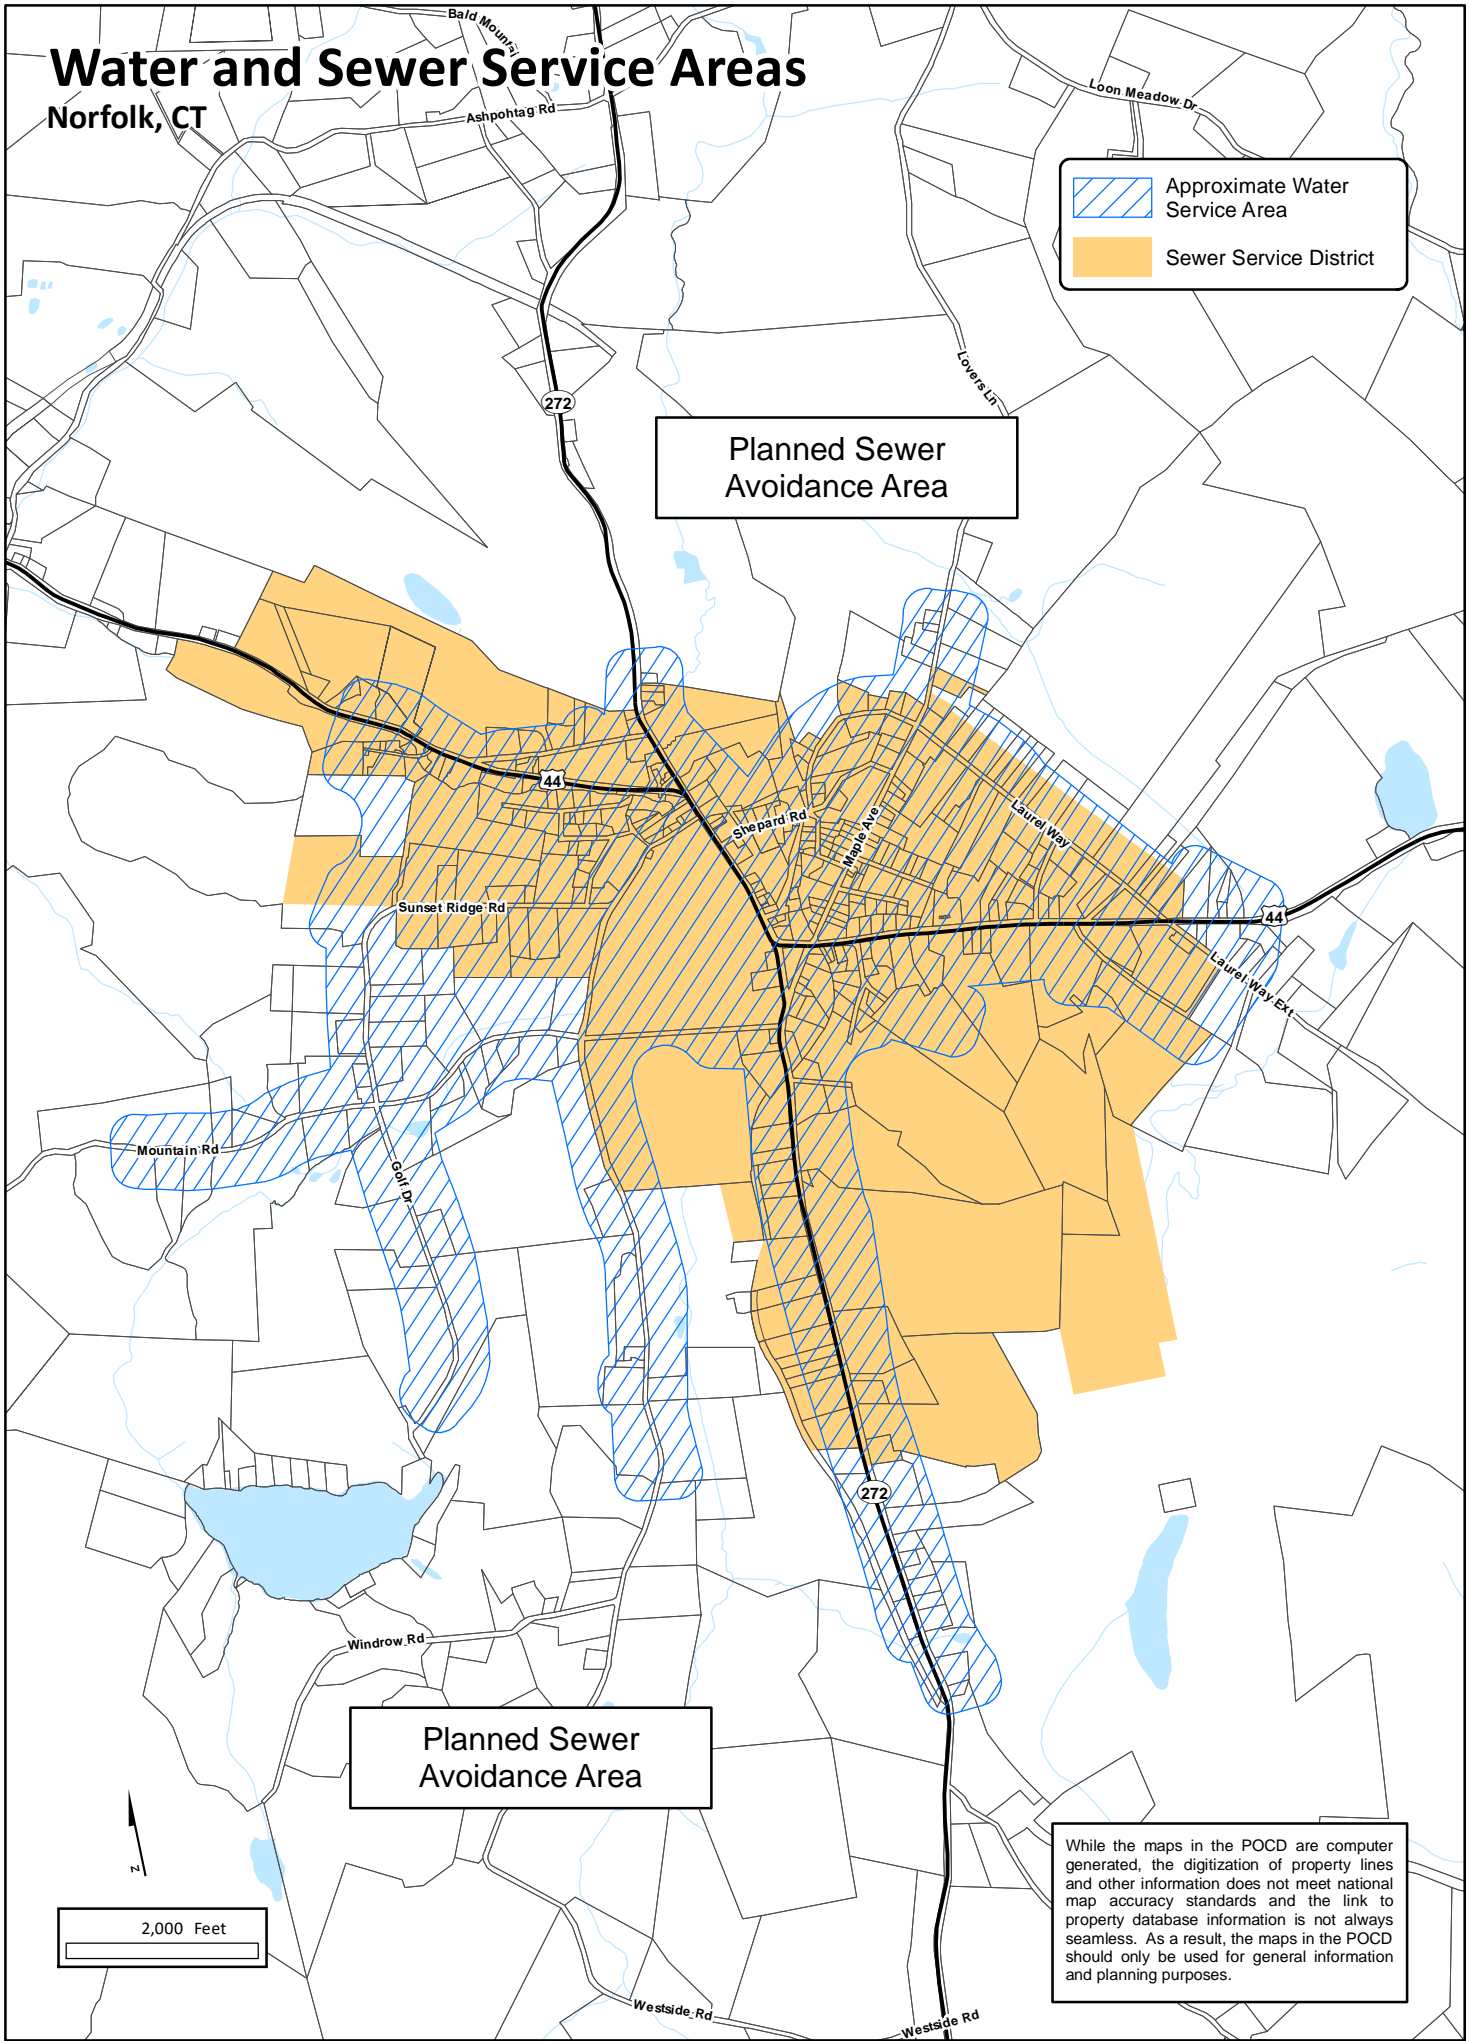 Bald Mountai
Water and Sewer Service Areas
Norfolk, CT
Ashpohtag Rd
Loon Meadow Dr
Approximate Water
Service Area
Sewer Service District
Lovers Ln
272
Planned Sewer
Avoidance Area
44
Shepard Rd
Maple Ave
Laurel Way
Sunset Ridge Rd
44
Laurel Way Ext
Mountain Rd
Golf Dr
272
Windrow Rd
Planned Sewer
Avoidance Area
N
2,000 Feet
While the maps in the POCD are computer
generated, the digitization of property lines
and other information does not meet national
map accuracy standards and the link to
property database information is not always
seamless. As a result, the maps in the POCD
should only be used for general information
and planning purposes.
Westside Rd
Westside Rd